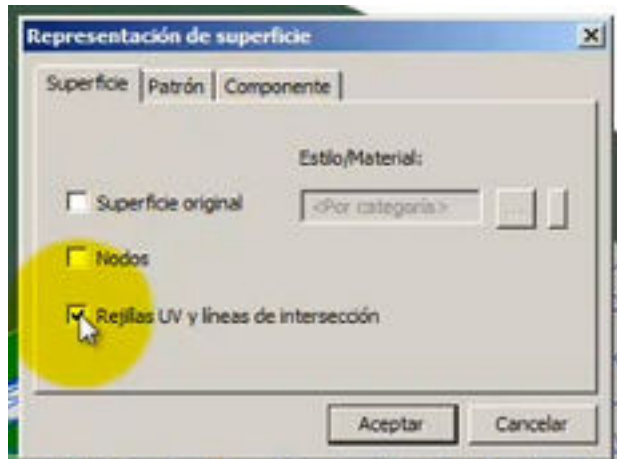 Representación de superficie
Superficie Patrón Componente
Estilo/Material:
Superficie original <Por categoría> ...
Nodos
Rejillas UV y líneas de intersección
Aceptar Cancelar